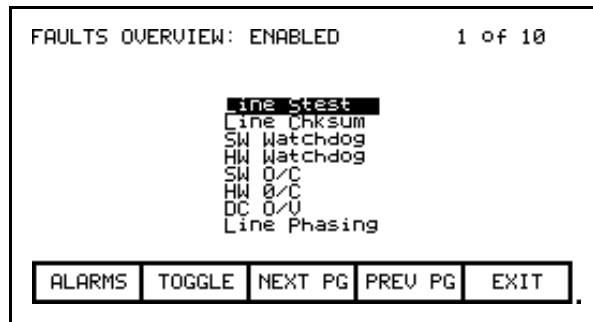 FAULTS OVERVIEW: ENABLED 1 of 10
Line Stest
Line Chksum
SW Watchdog
HW Watchdog
SW O/C
HW O/C
DC O/V
Line Phasing
ALARMS TOGGLE NEXT PG PREV PG EXIT